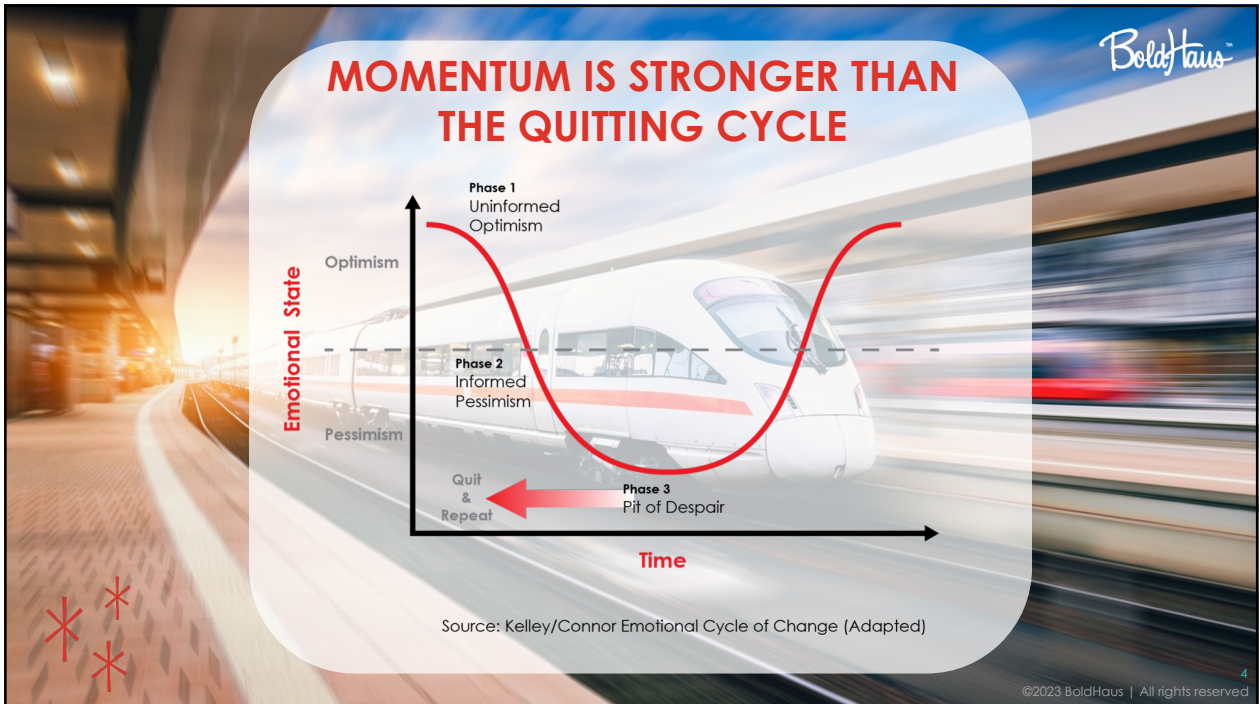 BoldHaus™
MOMENTUM IS STRONGER THAN
THE QUITTING CYCLE
Phase 1
Uninformed
Optimism
Optimism
Emotional State
Phase 2
Informed
Pessimism
Pessimism
Quit
&
Repeat
Phase 3
Pit of Despair
Time
Source: Kelley/Connor Emotional Cycle of Change (Adapted)
4
©2023 BoldHaus | All rights reserved